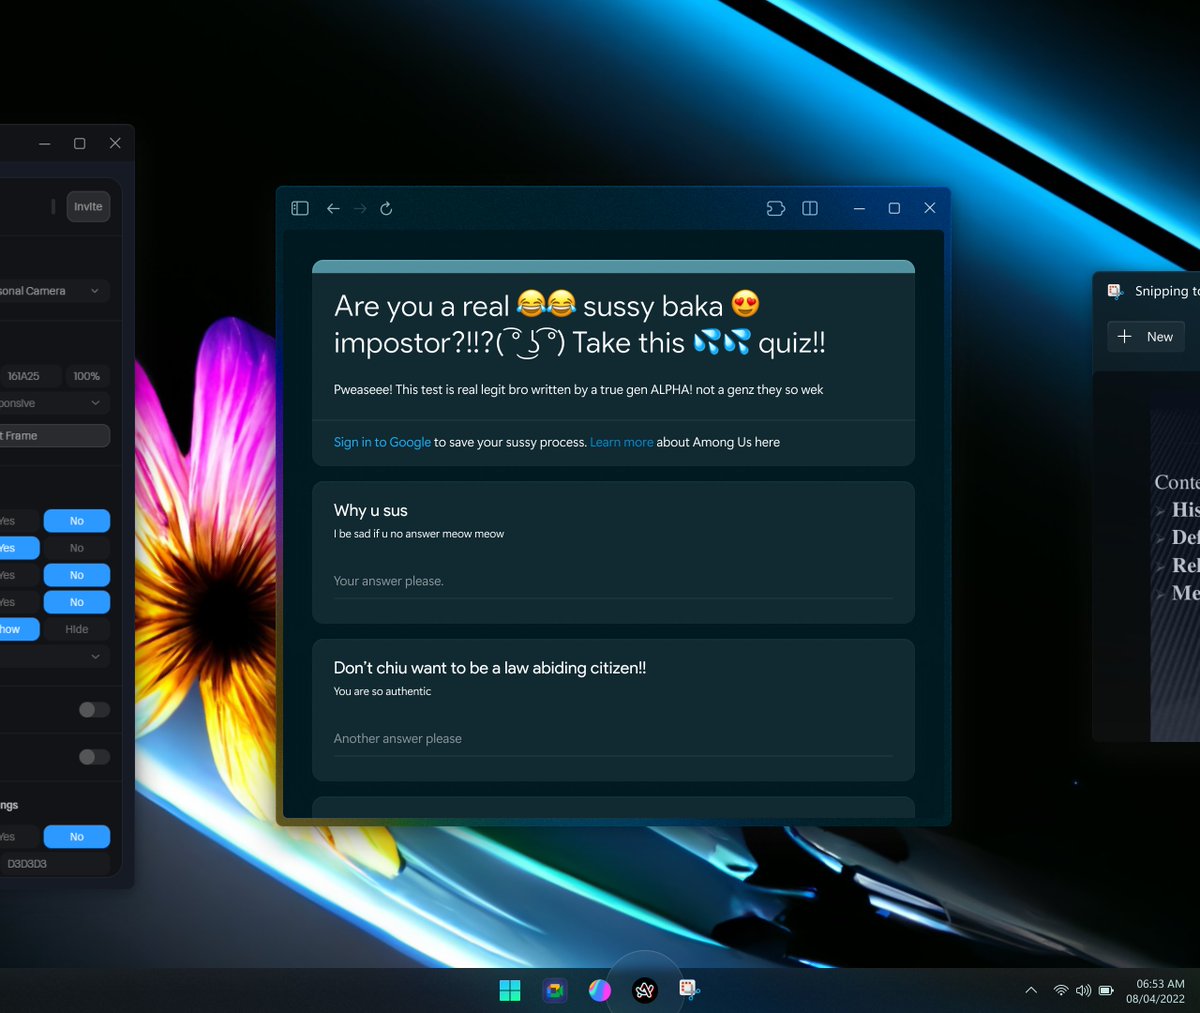 Invite
sonal Camera
161A25 100%
ponsive
t Frame
Yes No
Yes No
Yes No
Yes No
how Hide
ngs
Yes No
D3D3D3
Are you a real 😂😂 sussy baka 😍
impostor?!!?( ͡° ͜ʖ ͡°) Take this 💦💦 quiz!!
Pweaseee! This test is real legit bro written by a true gen ALPHA! not a genz they so wek
Sign in to Google to save your sussy process. Learn more about Among Us here
Why u sus
I be sad if u no answer meow meow
Your answer please.
Don't chiu want to be a law abiding citizen!!
You are so authentic
Another answer please
Snipping to
New
Conte
His
Def
Rel
Me
06:53 AM
08/04/2022